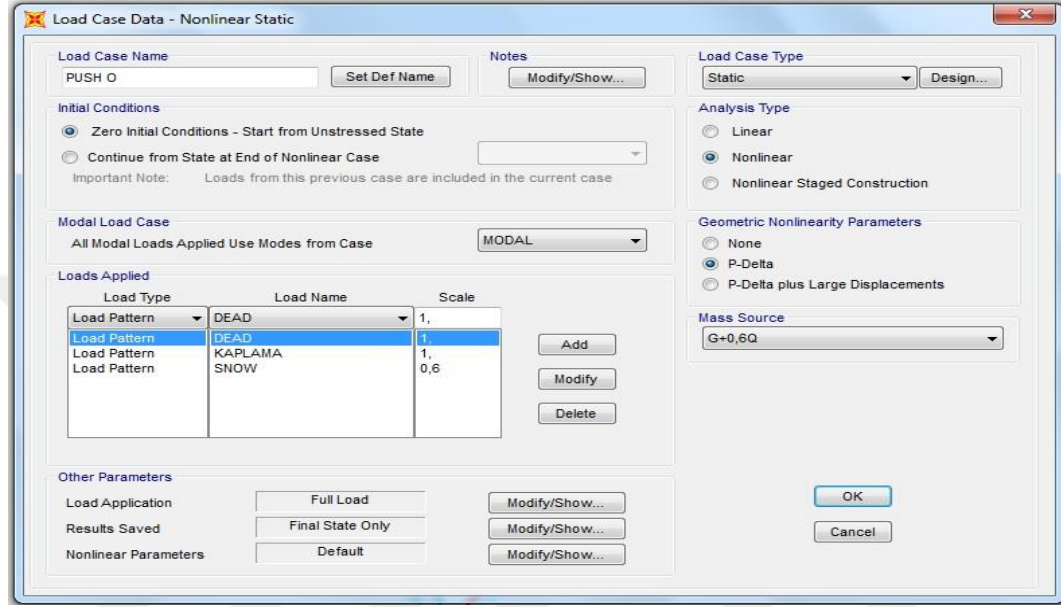 Load Case Data - Nonlinear Static
Load Case Name
PUSH O
Set Def Name
Notes
Modify/Show...
Load Case Type
Static
Design...
Initial Conditions
Zero Initial Conditions - Start from Unstressed State
Continue from State at End of Nonlinear Case
Important Note: Loads from this previous case are included in the current case
Analysis Type
Linear
Nonlinear
Nonlinear Staged Construction
Modal Load Case
All Modal Loads Applied Use Modes from Case
MODAL
Geometric Nonlinearity Parameters
None
P-Delta
P-Delta plus Large Displacements
Loads Applied
Load Type Load Name Scale
Load Pattern DEAD 1,
Load Pattern DEAD 1,
Load Pattern KAPLAMA 1,
Load Pattern SNOW 0,6
Add
Modify
Delete
Mass Source
G+0,6Q
Other Parameters
Load Application Full Load Modify/Show...
Results Saved Final State Only Modify/Show...
Nonlinear Parameters Default Modify/Show...
OK
Cancel